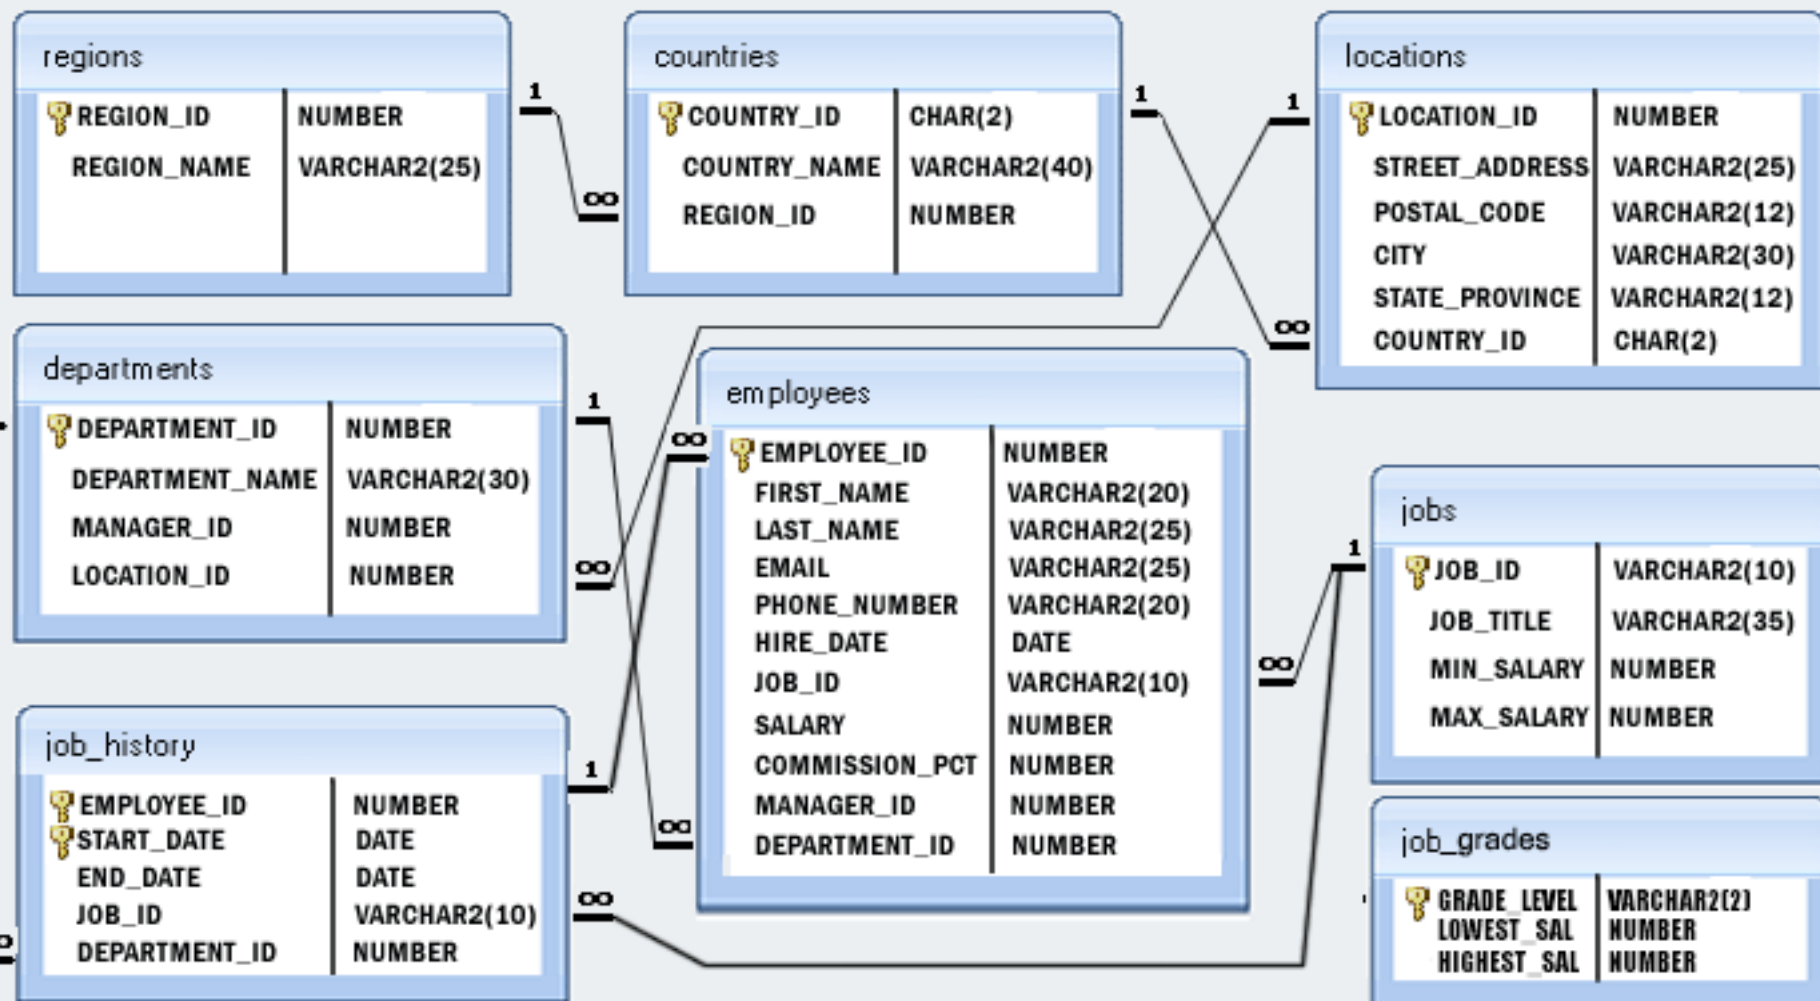 regions
REGION_ID NUMBER
REGION_NAME VARCHAR2(25)
1
∞
countries
COUNTRY_ID CHAR(2)
COUNTRY_NAME VARCHAR2(40)
REGION_ID NUMBER
1
∞
1
locations
LOCATION_ID NUMBER
STREET_ADDRESS VARCHAR2(25)
POSTAL_CODE VARCHAR2(12)
CITY VARCHAR2(30)
STATE_PROVINCE VARCHAR2(12)
COUNTRY_ID CHAR(2)
departments
DEPARTMENT_ID NUMBER
DEPARTMENT_NAME VARCHAR2(30)
MANAGER_ID NUMBER
LOCATION_ID NUMBER
1
∞
∞
employees
EMPLOYEE_ID NUMBER
FIRST_NAME VARCHAR2(20)
LAST_NAME VARCHAR2(25)
EMAIL VARCHAR2(25)
PHONE_NUMBER VARCHAR2(20)
HIRE_DATE DATE
JOB_ID VARCHAR2(10)
SALARY NUMBER
COMMISSION_PCT NUMBER
MANAGER_ID NUMBER
DEPARTMENT_ID NUMBER
∞
∞
1
jobs
JOB_ID VARCHAR2(10)
JOB_TITLE VARCHAR2(35)
MIN_SALARY NUMBER
MAX_SALARY NUMBER
job_history
EMPLOYEE_ID NUMBER
START_DATE DATE
END_DATE DATE
JOB_ID VARCHAR2(10)
DEPARTMENT_ID NUMBER
1
∞
job_grades
GRADE_LEVEL VARCHAR2(2)
LOWEST_SAL NUMBER
HIGHEST_SAL NUMBER